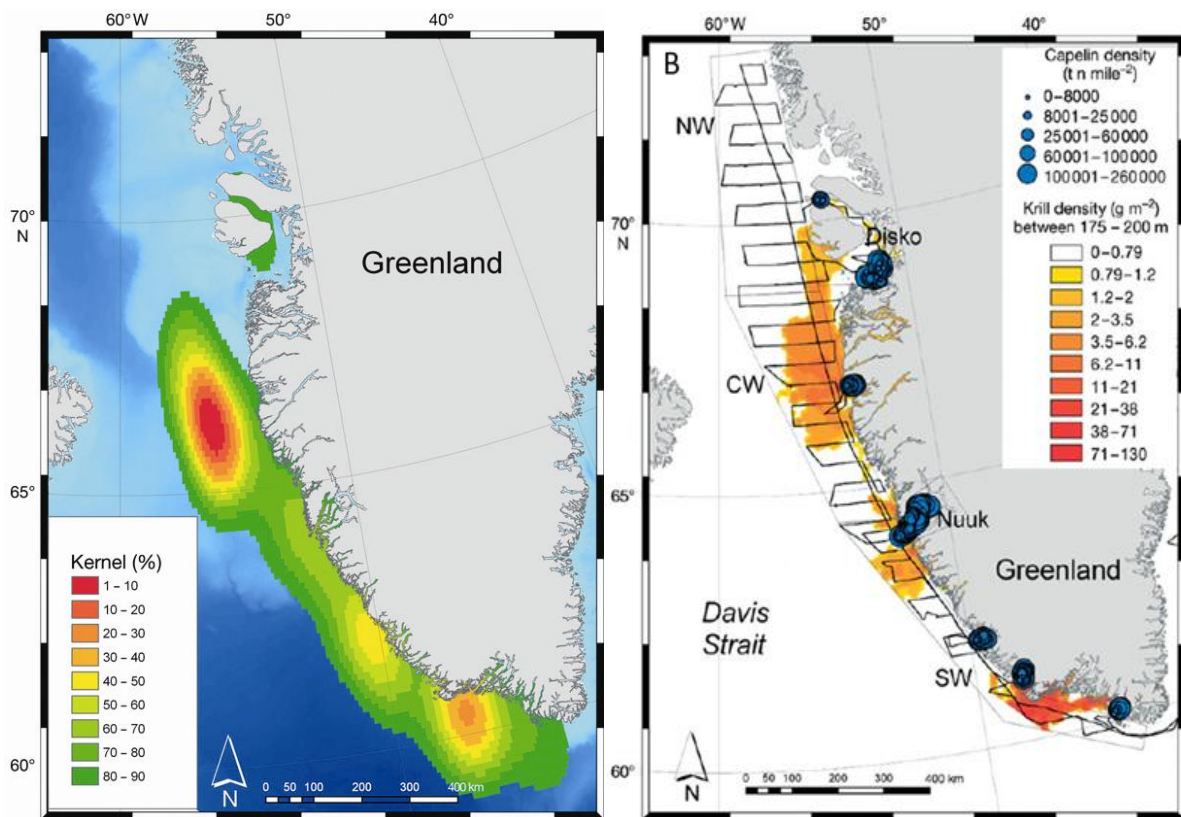 60°W 50° 40°
70°
N
65°
60°
Greenland
Kernel (%)
1 – 10
10 – 20
20 – 30
30 – 40
40 – 50
50 – 60
60 – 70
70 – 80
80 – 90
N
0 50 100 200 300 400 km
60°W 50° 40°
B
NW
70°
N
Disko
CW
65°
Nuuk
Greenland
Davis
Strait
SW
60°
N
0 50 100 200 300 400 km
Capelin density
(t n mile⁻²)
0–8000
8001–25000
25001–60000
60001–100000
100001–260000
Krill density (g m⁻²)
between 175 – 200 m
0–0.79
0.79–1.2
1.2–2
2–3.5
3.5–6.2
6.2–11
11–21
21–38
38–71
71–130